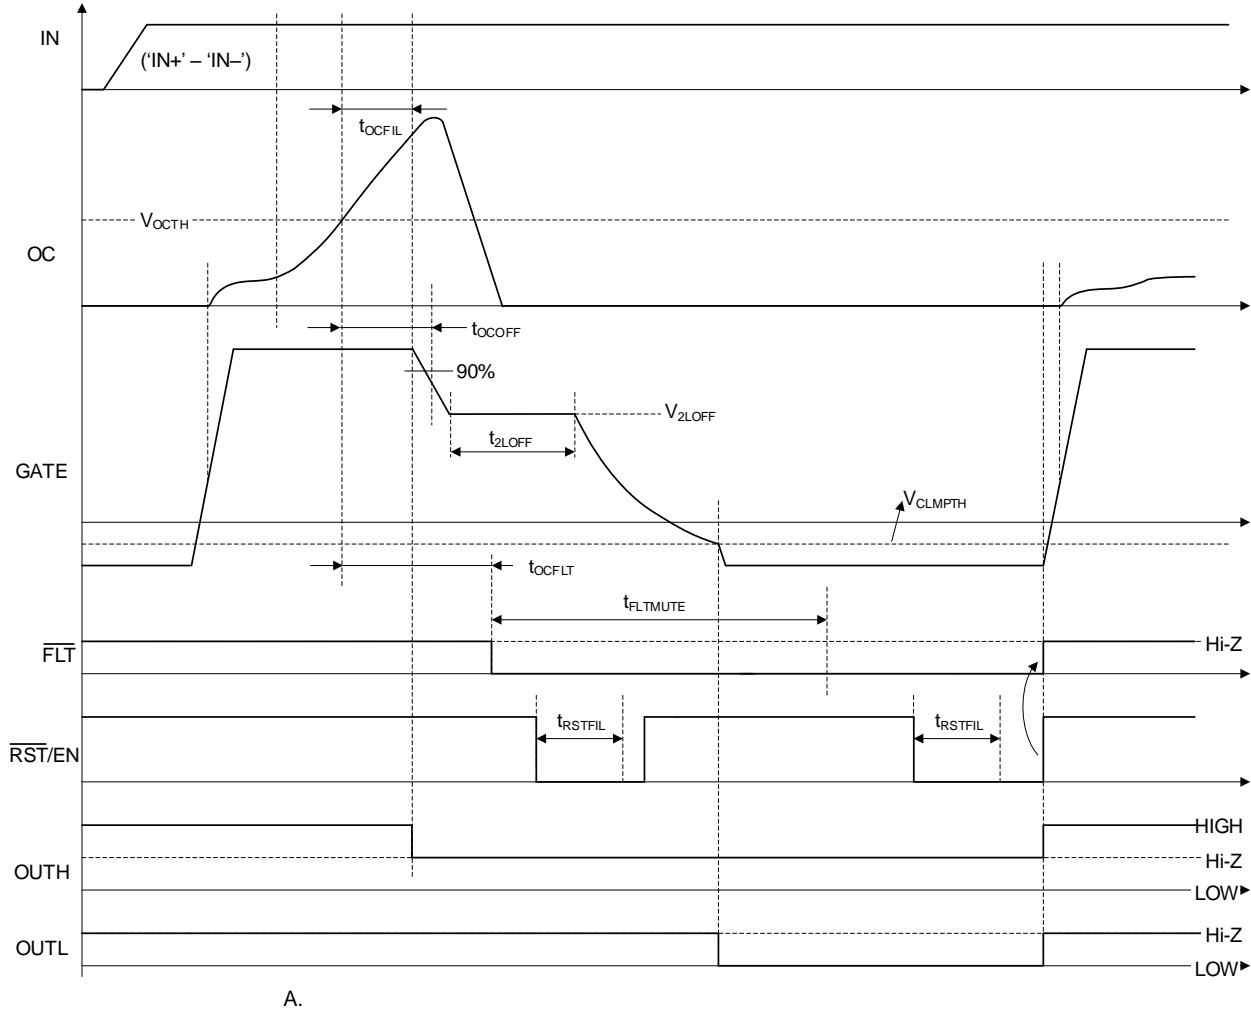 IN
('IN+' – 'IN–')
tOCFIL
VOCTH
OC
tOCOFF
90%
V2LOFF
t2LOFF
GATE
VCLMPTH
tOCFLT
tFLTMUTE
FLT
Hi-Z
tRSTFIL
tRSTFIL
RST/EN
HIGH
OUTH
Hi-Z
LOW
OUTL
Hi-Z
LOW
A.